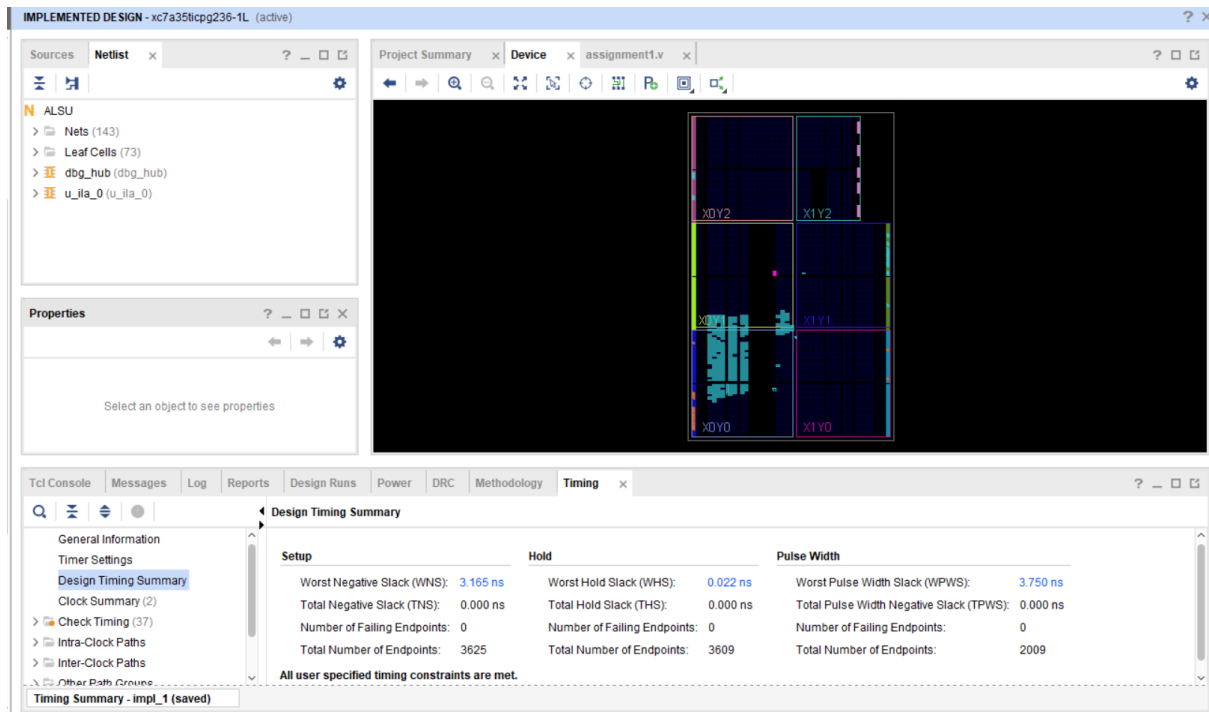 IMPLEMENTED DESIGN - xc7a35ticpg236-1L (active)
Sources Netlist
Project Summary Device assignment1.v
ALSU
Nets (143)
Leaf Cells (73)
dbg_hub (dbg_hub)
u_ila_0 (u_ila_0)
Properties
Select an object to see properties
X0Y2 X1Y2
X0Y1 X1Y1
X0Y0 X1Y0
Tcl Console Messages Log Reports Design Runs Power DRC Methodology Timing
Design Timing Summary
General Information
Timer Settings
Design Timing Summary
Clock Summary (2)
Check Timing (37)
Intra-Clock Paths
Inter-Clock Paths
Other Path Groups
Setup Hold Pulse Width
Worst Negative Slack (WNS): 3.165 ns Worst Hold Slack (WHS): 0.022 ns Worst Pulse Width Slack (WPWS): 3.750 ns
Total Negative Slack (TNS): 0.000 ns Total Hold Slack (THS): 0.000 ns Total Pulse Width Negative Slack (TPWS): 0.000 ns
Number of Failing Endpoints: 0 Number of Failing Endpoints: 0 Number of Failing Endpoints: 0
Total Number of Endpoints: 3625 Total Number of Endpoints: 3609 Total Number of Endpoints: 2009
All user specified timing constraints are met.
Timing Summary - impl_1 (saved)